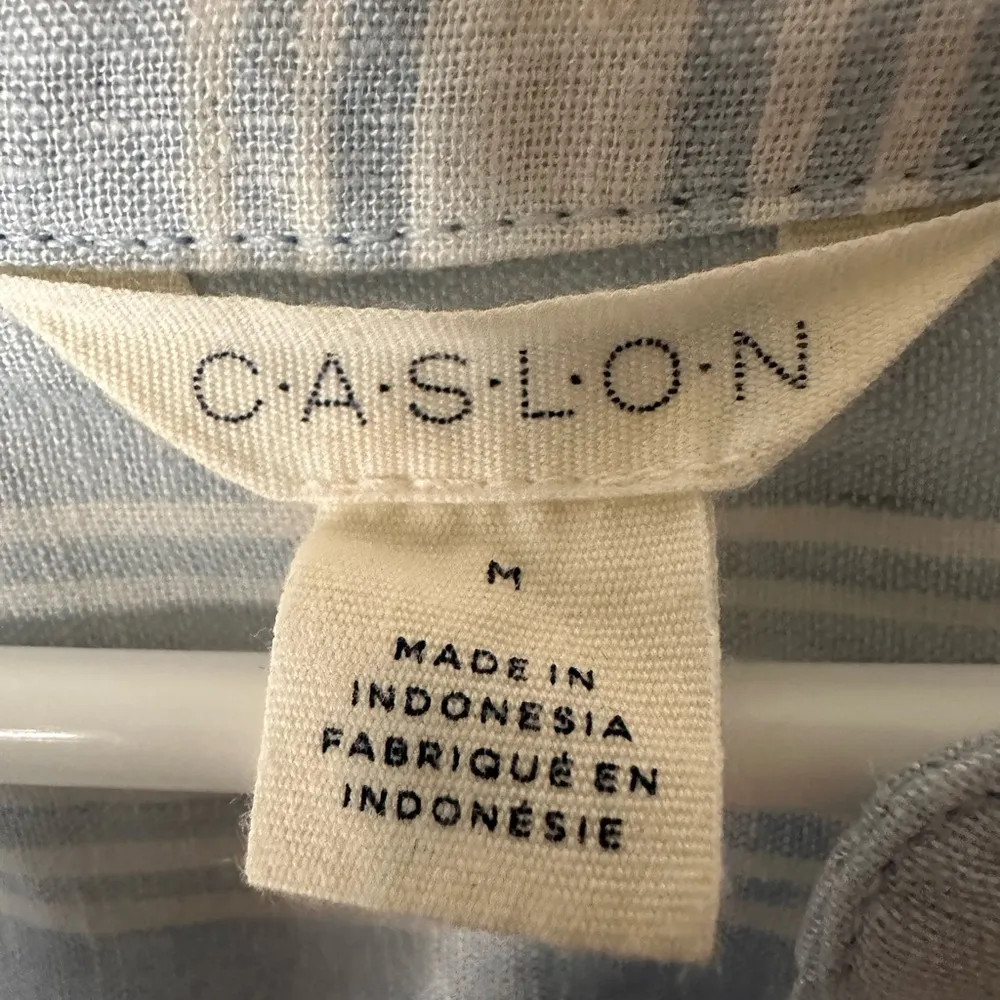 C·A·S·L·O·N
M
MADE IN
INDONESIA
FABRIQUÉ EN
INDONÉSIE